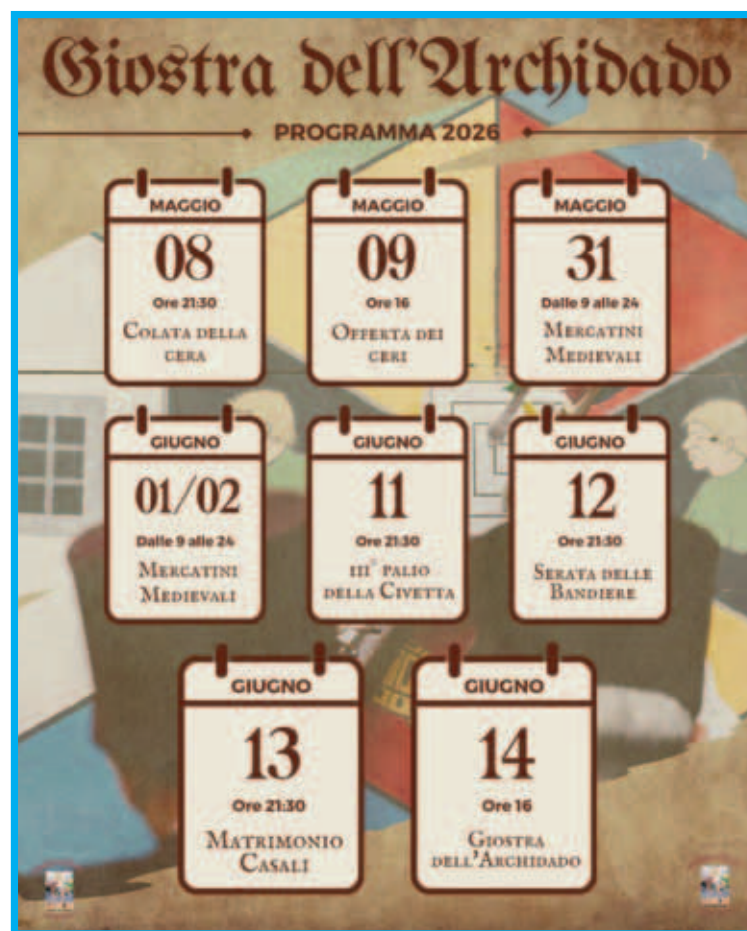 Giostra dell'Archidado
PROGRAMMA 2026
MAGGIO
08
Ore 21:30
Colata della
cera
MAGGIO
09
Ore 16
Offerta dei
ceri
MAGGIO
31
Dalle 9 alle 24
Mercatini
Medievali
GIUGNO
01/02
Dalle 9 alle 24
Mercatini
Medievali
GIUGNO
11
Ore 21:30
III° palio
della Civetta
GIUGNO
12
Ore 21:30
Serata delle
Bandiere
GIUGNO
13
Ore 21:30
Matrimonio
Casali
GIUGNO
14
Ore 16
Giostra
dell'Archidado